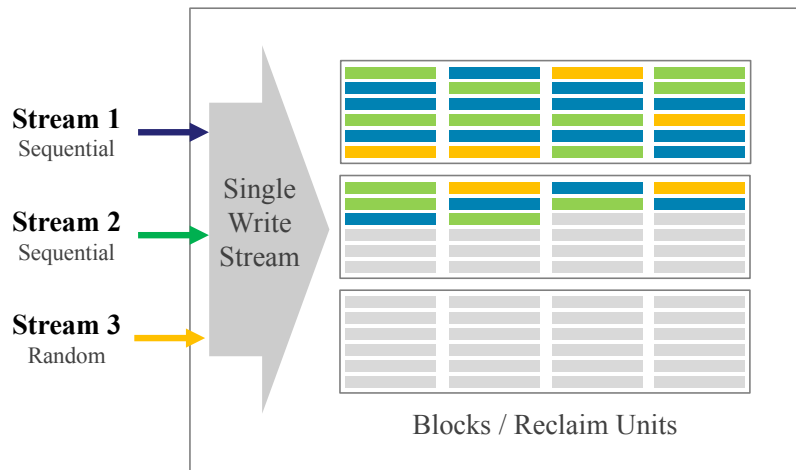 Stream 1
Sequential
Stream 2
Sequential
Stream 3
Random
Single
Write
Stream
Blocks / Reclaim Units